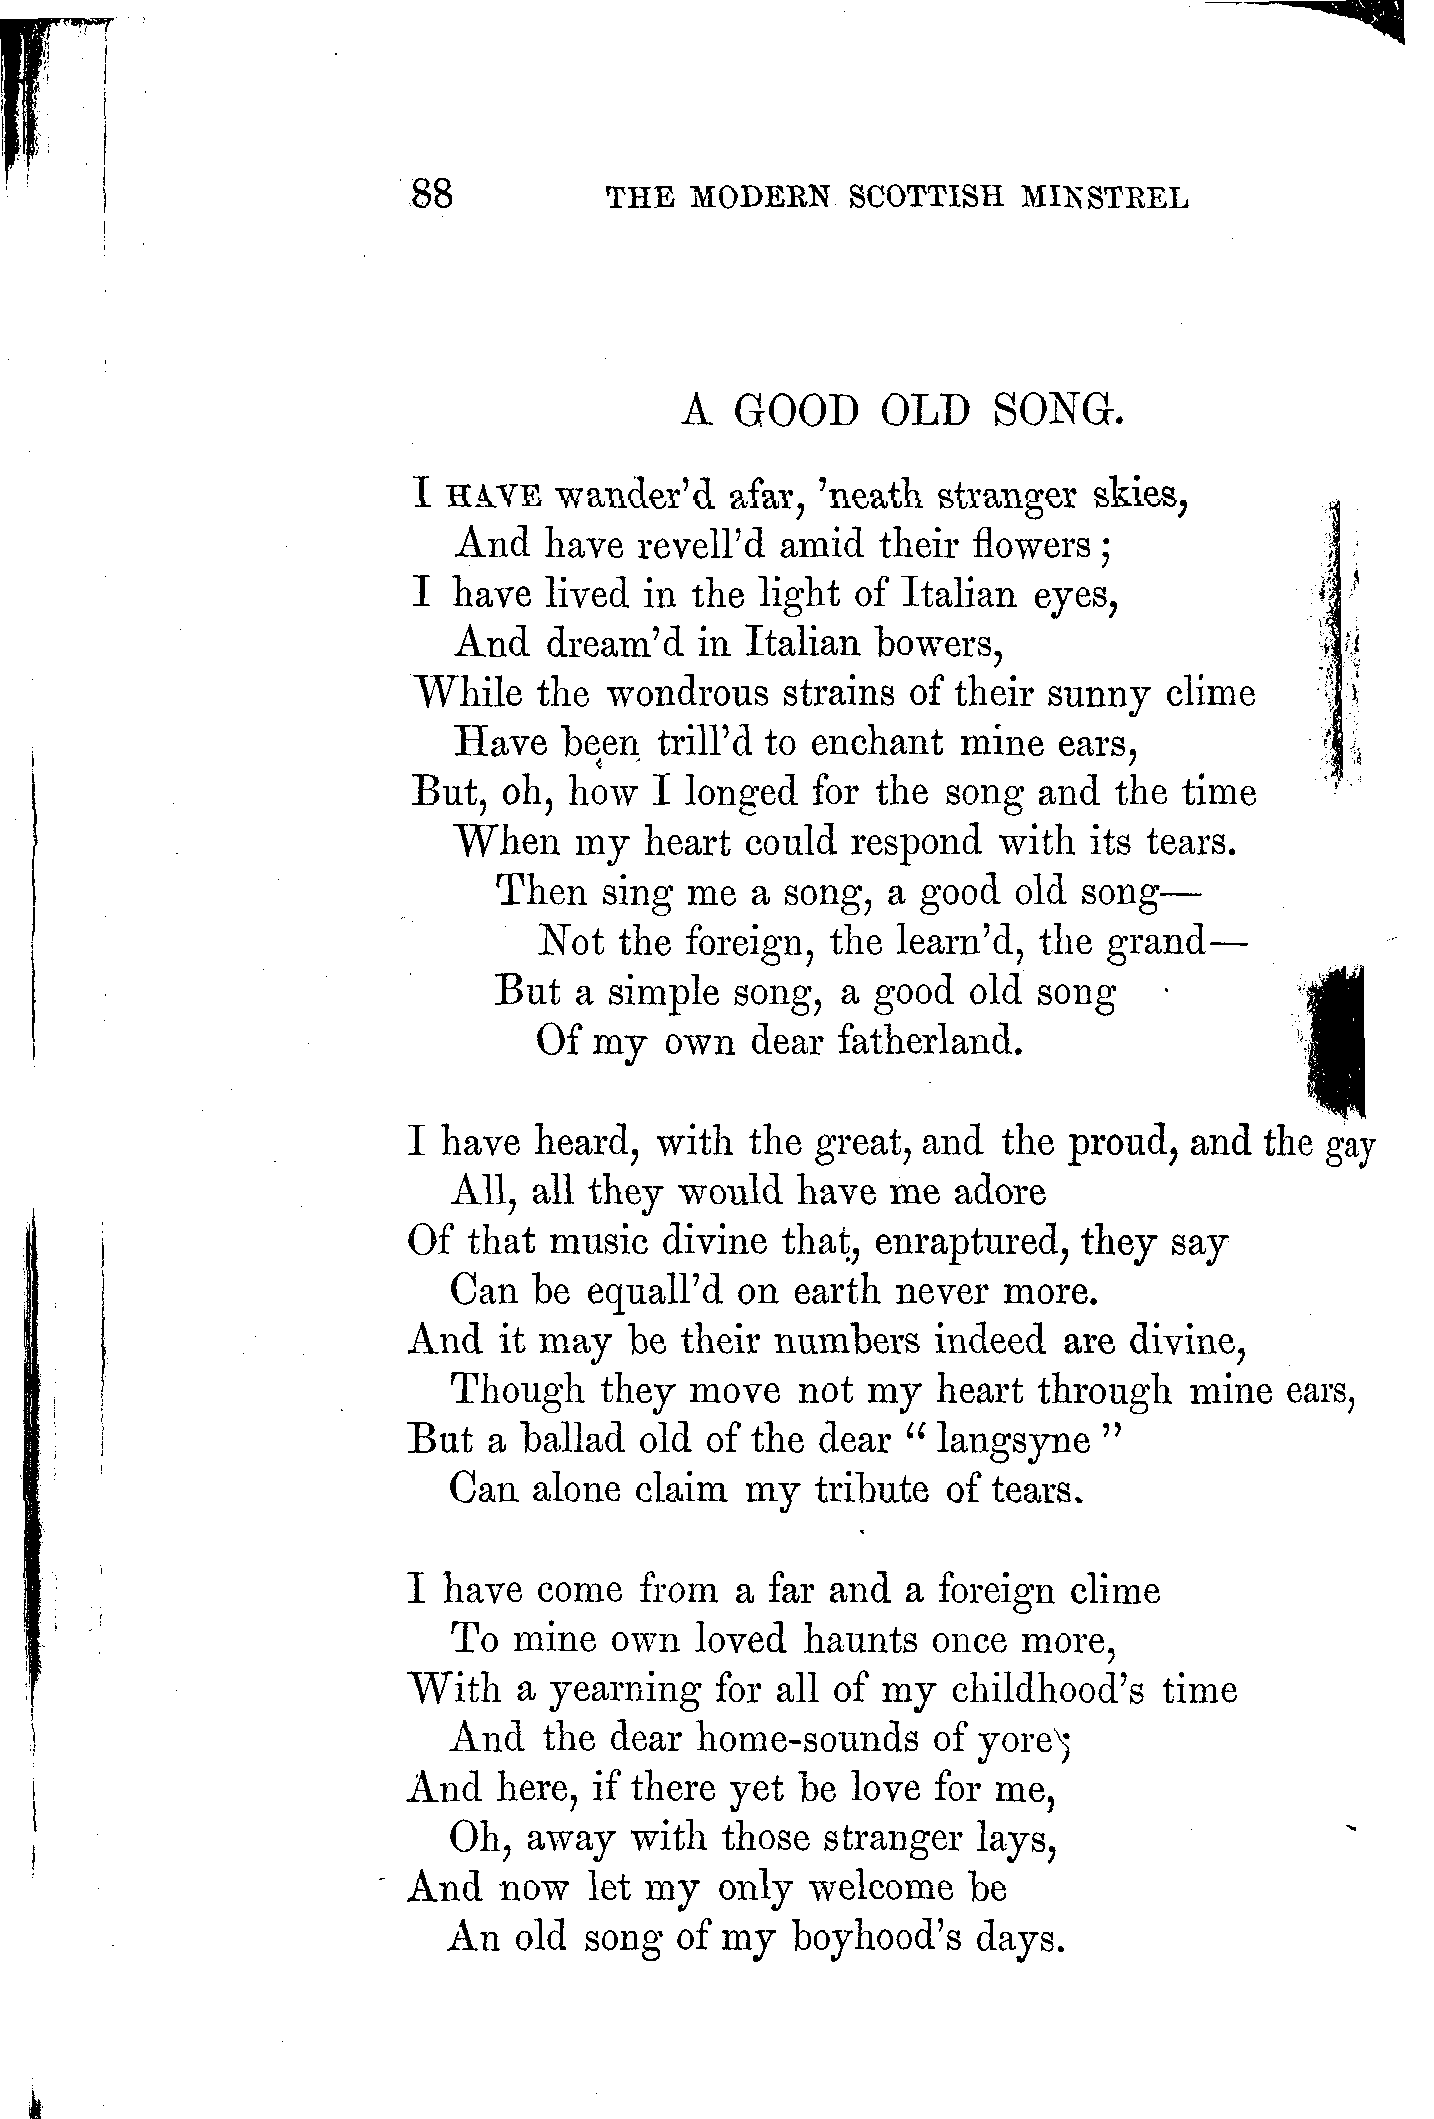 88 THE MODERN SCOTTISH MINSTREL
A GOOD OLD SONG.
I HAVE wander'd afar, 'neath stranger skies,
And have revell'd amid their flowers;
I have lived in the light of Italian eyes,
And dream'd in Italian bowers,
While the wondrous strains of their sunny clime
Have been trill'd to enchant mine ears,
But, oh, how I longed for the song and the time
When my heart could respond with its tears.
Then sing me a song, a good old song—
Not the foreign, the learn'd, the grand—
But a simple song, a good old song
Of my own dear fatherland.
I have heard, with the great, and the proud, and the gay
All, all they would have me adore
Of that music divine that, enraptured, they say
Can be equall'd on earth never more.
And it may be their numbers indeed are divine,
Though they move not my heart through mine ears,
But a ballad old of the dear “ langsyne ”
Can alone claim my tribute of tears.
I have come from a far and a foreign clime
To mine own loved haunts once more,
With a yearning for all of my childhood's time
And the dear home-sounds of yore;
And here, if there yet be love for me,
Oh, away with those stranger lays,
And now let my only welcome be
An old song of my boyhood's days.